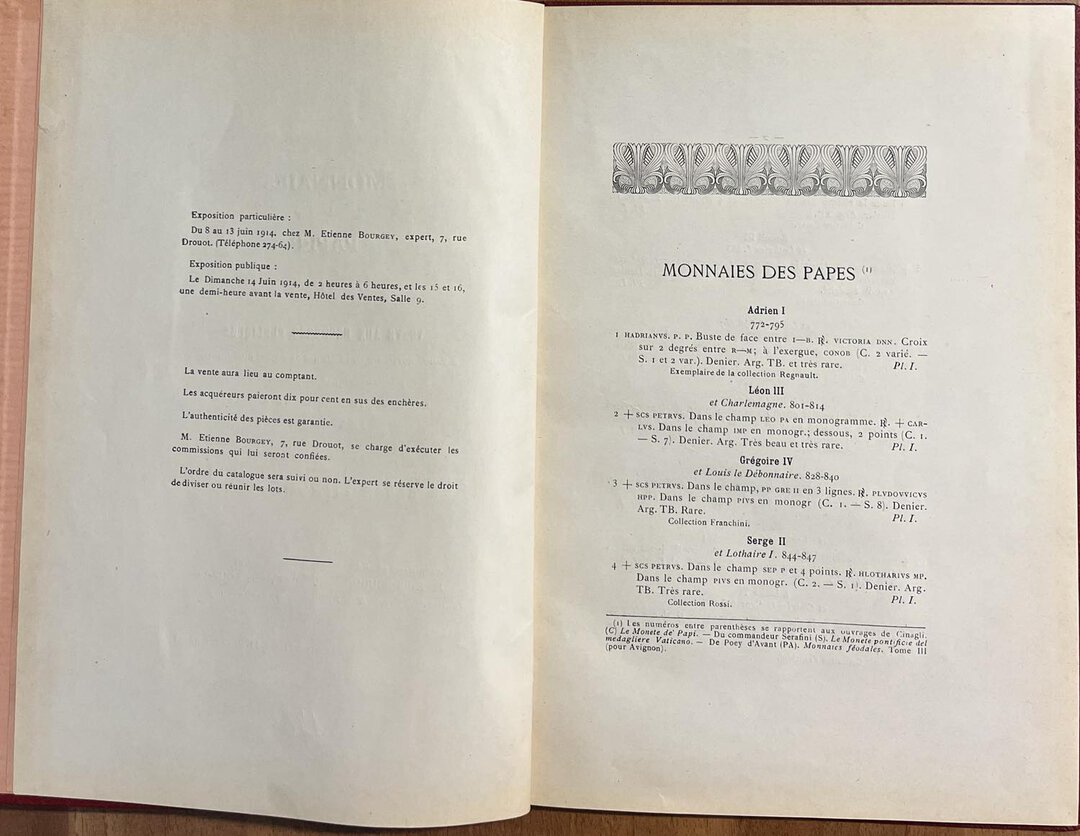 Exposition particulière :
Du 8 au 13 juin 1914, chez M. Etienne BOURGEY, expert, 7, rue
Drouot. (Téléphone 274-64).
Exposition publique :
Le Dimanche 14 Juin 1914, de 2 heures à 6 heures, et les 15 et 16,
une demi-heure avant la vente, Hôtel des Ventes, Salle 9.
La vente aura lieu au comptant.
Les acquéreurs paieront dix pour cent en sus des enchères.
L'authenticité des pièces est garantie.
M. Etienne BOURGEY, 7, rue Drouot, se charge d'exécuter les
commissions qui lui seront confiées.
L'ordre du catalogue sera suivi ou non. L'expert se réserve le droit
de diviser ou réunir les lots.
MONNAIES DES PAPES (1)
Adrien I
772-795
1 HADRIANVS. P. P. Buste de face entre I—B. ℟. VICTORIA DNN. Croix
sur 2 degrés entre R—M; à l'exergue, CONOB (C. 2 varié. —
S. 1 et 2 var.). Denier. Arg. TB. et très rare. Pl. I.
Exemplaire de la collection Regnault.
Léon III
et Charlemagne. 801-814
2 + SCS PETRVS. Dans le champ LEO PA en monogramme. ℟. + CAR-
LVS. Dans le champ IMP en monogr.; dessous, 2 points (C. 1.
— S. 7). Denier. Arg. Très beau et très rare. Pl. I.
Grégoire IV
et Louis le Débonnaire. 828-840
3 + SCS PETRVS. Dans le champ, PP GRE II en 3 lignes. ℟. PLVDOVVICVS
HPP. Dans le champ PIVS en monogr (C. 1. — S. 8). Denier.
Arg. TB. Rare. Pl. I.
Collection Franchini.
Serge II
et Lothaire I. 844-847
4 + SCS PETRVS. Dans le champ SEP P et 4 points. ℟. HLOTHARIVS MP.
Dans le champ PIVS en monogr. (C. 2. — S. 1). Denier. Arg.
TB. Très rare. Pl. I.
Collection Rossi.
(1) Les numéros entre parenthèses se rapportent aux ouvrages de Cinagli.
(C) Le Monete de' Papi. — Du commandeur Serafini (S). Le Monete pontificie del
medagliere Vaticano. — De Poey d'Avant (PA). Monnaies féodales. Tome III
(pour Avignon).